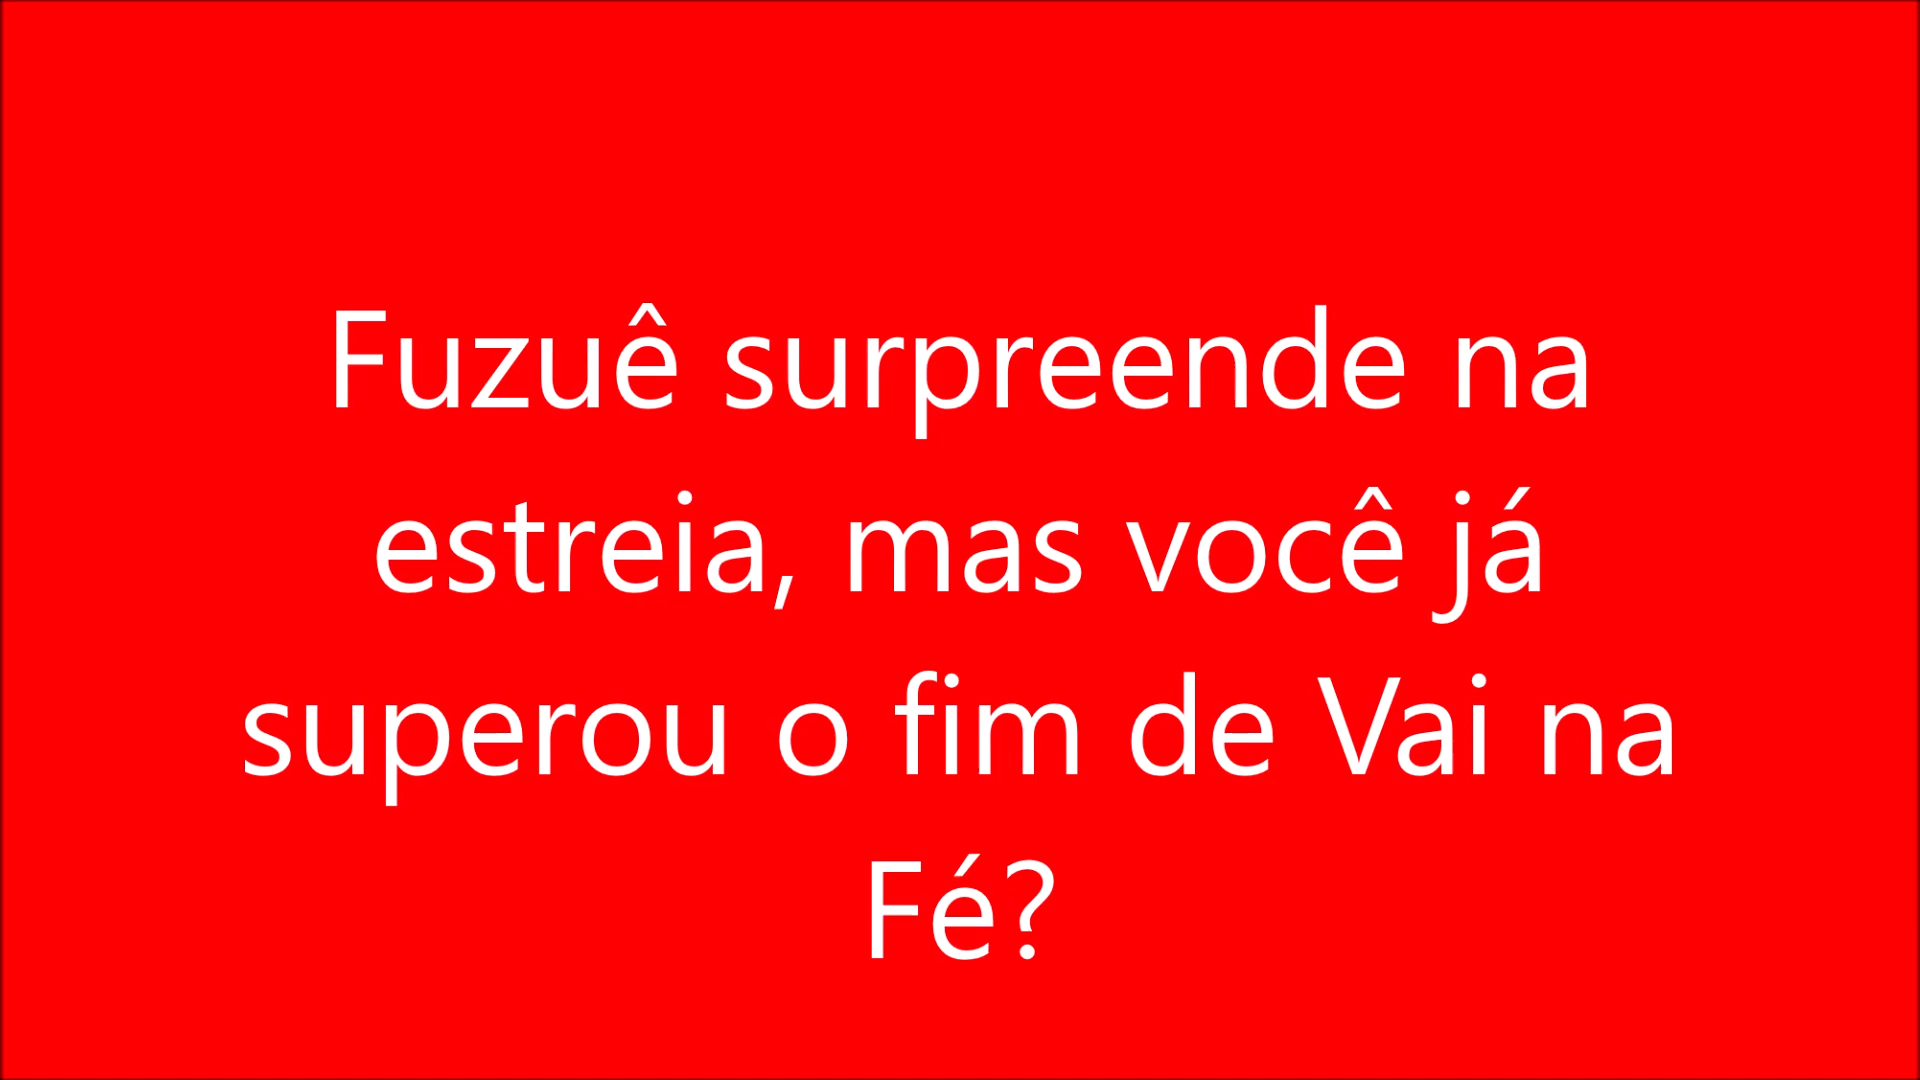 Fuzuê surpreende na
estreia, mas você já
superou o fim de Vai na
Fé?